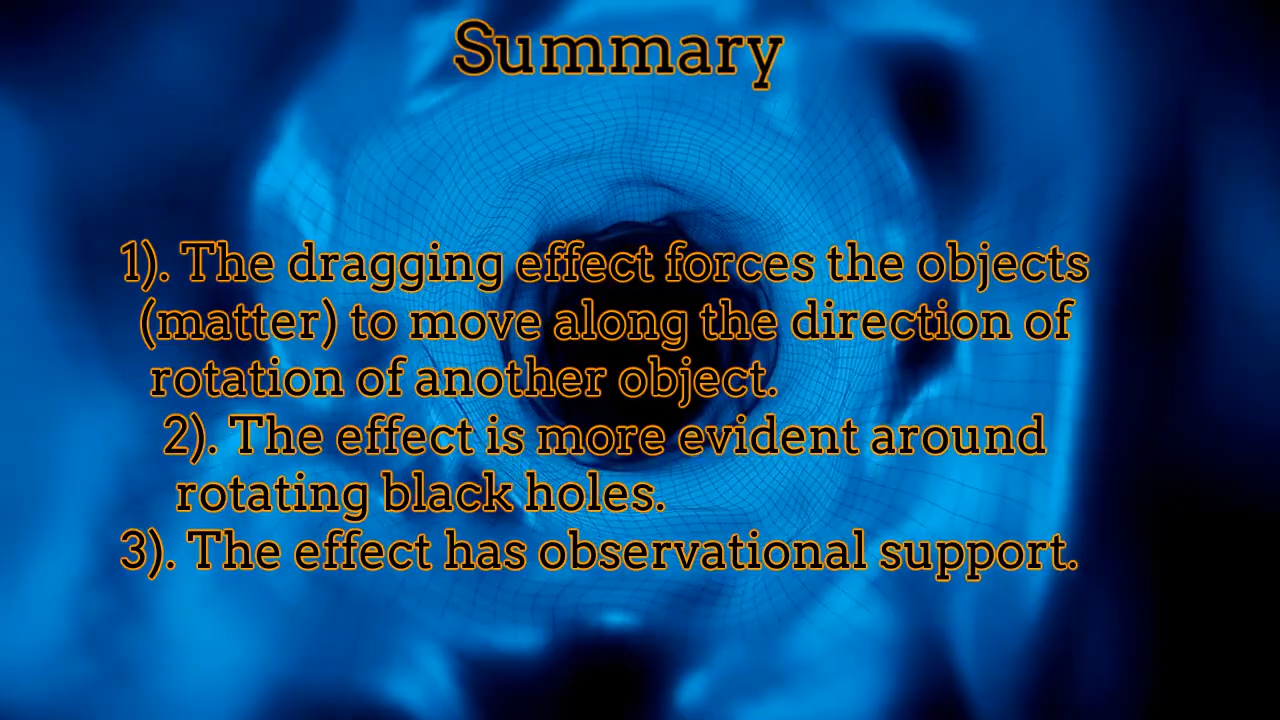 Summary
1). The dragging effect forces the objects
(matter) to move along the direction of
rotation of another object.
2). The effect is more evident around
rotating black holes.
3). The effect has observational support.